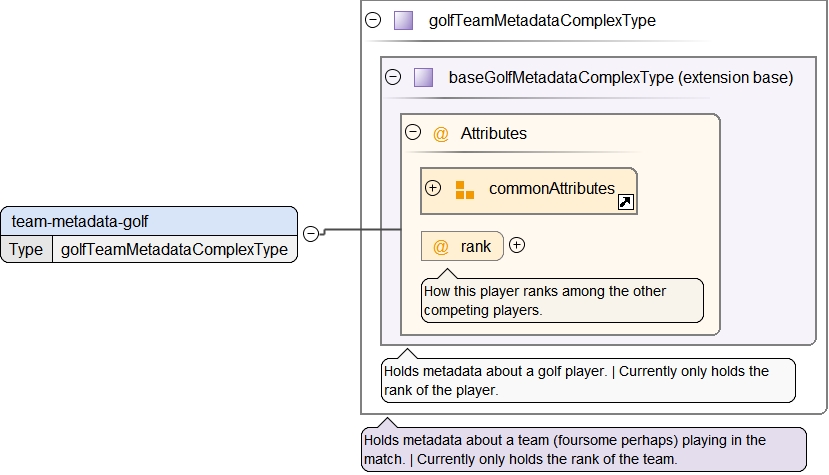 golfTeamMetadataComplexType
baseGolfMetadataComplexType (extension base)
@ Attributes
commonAttributes
team-metadata-golf
Type golfTeamMetadataComplexType
@ rank
How this player ranks among the other
competing players.
Holds metadata about a golf player. | Currently only holds the
rank of the player.
Holds metadata about a team (foursome perhaps) playing in the
match. | Currently only holds the rank of the team.